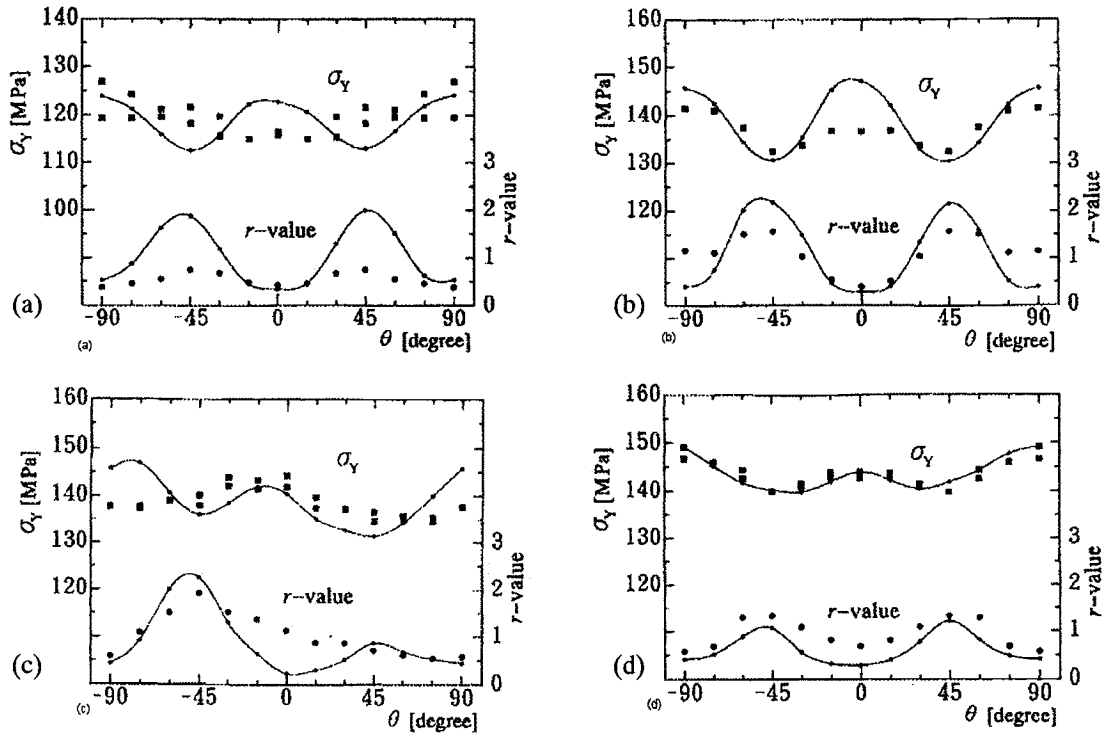 140
130
120
110
100
σY [MPa]
σY
r-value
3
2
1
0
r-value
-90 -45 0 45 90
θ [degree]
(a)
(a)
160
150
140
130
120
σY [MPa]
σY
r-value
3
2
1
0
r-value
-90 -45 0 45 90
θ [degree]
(b)
(b)
160
150
140
130
120
σY [MPa]
σY
r-value
3
2
1
0
r-value
-90 -45 0 45 90
θ [degree]
(c)
(c)
160
150
140
130
120
σY [MPa]
σY
r-value
3
2
1
0
r-value
-90 -45 0 45 90
θ [degree]
(d)
(d)